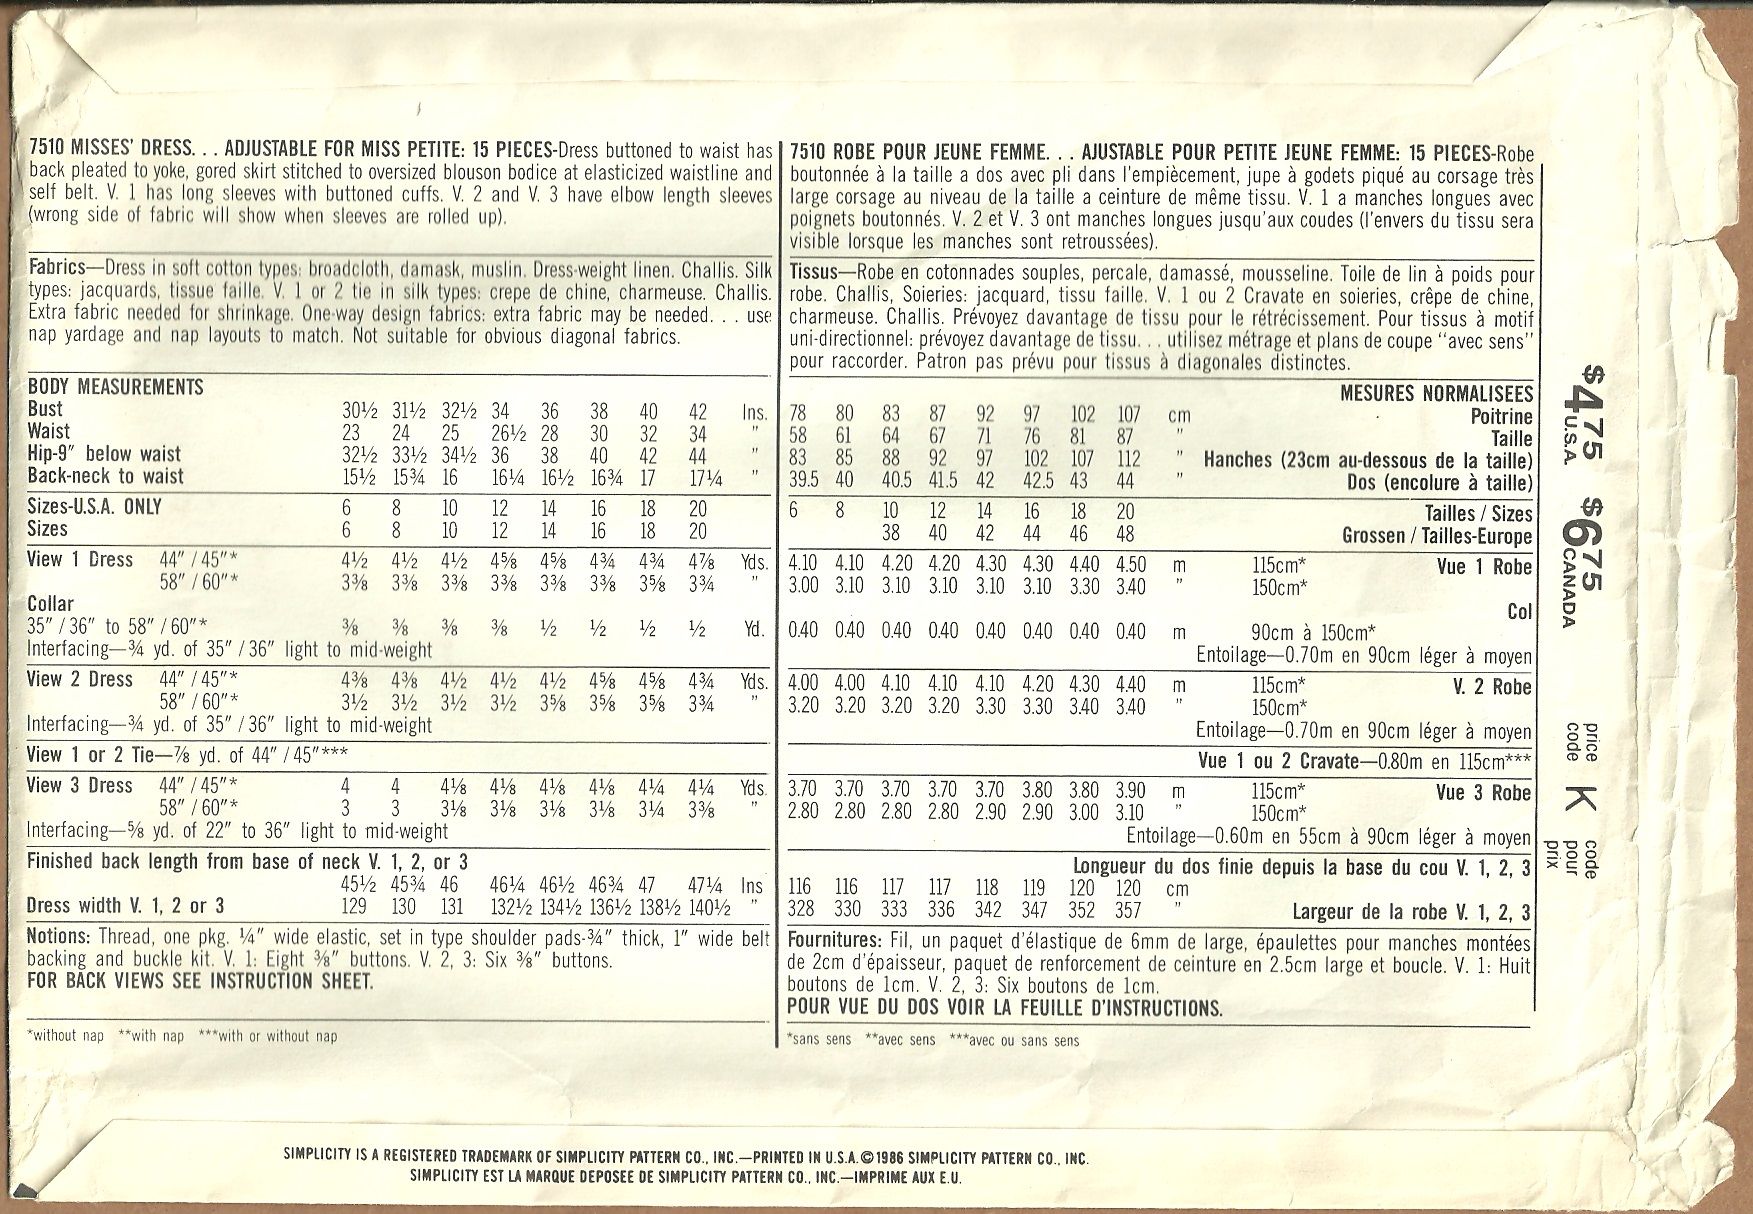 7510 MISSES' DRESS. . . ADJUSTABLE FOR MISS PETITE: 15 PIECES-Dress buttoned to waist has
back pleated to yoke, gored skirt stitched to oversized blouson bodice at elasticized waistline and
self belt. V. 1 has long sleeves with buttoned cuffs. V. 2 and V. 3 have elbow length sleeves
(wrong side of fabric will show when sleeves are rolled up).
Fabrics—Dress in soft cotton types: broadcloth, damask, muslin. Dress-weight linen. Challis. Silk
types: jacquards, tissue faille. V. 1 or 2 tie in silk types: crepe de chine, charmeuse. Challis.
Extra fabric needed for shrinkage. One-way design fabrics: extra fabric may be needed. . . use
nap yardage and nap layouts to match. Not suitable for obvious diagonal fabrics.
BODY MEASUREMENTS
Bust 30½ 31½ 32½ 34 36 38 40 42 Ins.
Waist 23 24 25 26½ 28 30 32 34 "
Hip-9" below waist 32½ 33½ 34½ 36 38 40 42 44 "
Back-neck to waist 15½ 15¾ 16 16¼ 16½ 16¾ 17 17¼ "
Sizes-U.S.A. ONLY 6 8 10 12 14 16 18 20
Sizes 6 8 10 12 14 16 18 20
View 1 Dress 44" / 45"* 4½ 4½ 4½ 4⅝ 4⅝ 4¾ 4¾ 4⅞ Yds.
58" / 60"* 3⅜ 3⅜ 3⅜ 3⅜ 3⅜ 3⅜ 3⅝ 3¾ "
Collar
35" / 36" to 58" / 60"* ⅜ ⅜ ⅜ ⅜ ½ ½ ½ ½ Yd.
Interfacing—¾ yd. of 35" / 36" light to mid-weight
View 2 Dress 44" / 45"* 4⅜ 4⅜ 4½ 4½ 4½ 4⅝ 4⅝ 4¾ Yds.
58" / 60"* 3½ 3½ 3½ 3½ 3⅝ 3⅝ 3⅝ 3¾ "
Interfacing—¾ yd. of 35" / 36" light to mid-weight
View 1 or 2 Tie—⅞ yd. of 44" / 45"***
View 3 Dress 44" / 45"* 4 4 4⅛ 4⅛ 4⅛ 4⅛ 4¼ 4¼ Yds.
58" / 60"* 3 3 3⅛ 3⅛ 3⅛ 3⅛ 3¼ 3⅜ "
Interfacing—⅝ yd. of 22" to 36" light to mid-weight
Finished back length from base of neck V. 1, 2, or 3
45½ 45¾ 46 46¼ 46½ 46¾ 47 47¼ Ins
Dress width V. 1, 2 or 3 129 130 131 132½ 134½ 136½ 138½ 140½ "
Notions: Thread, one pkg. ¼" wide elastic, set in type shoulder pads-¾" thick, 1" wide belt
backing and buckle kit. V. 1: Eight ⅜" buttons. V. 2, 3: Six ⅜" buttons.
FOR BACK VIEWS SEE INSTRUCTION SHEET.
*without nap **with nap ***with or without nap
7510 ROBE POUR JEUNE FEMME. . . AJUSTABLE POUR PETITE JEUNE FEMME: 15 PIECES-Robe
boutonnée à la taille a dos avec pli dans l'empiècement, jupe à godets piqué au corsage très
large corsage au niveau de la taille a ceinture de même tissu. V. 1 a manches longues avec
poignets boutonnés. V. 2 et V. 3 ont manches longues jusqu'aux coudes (l'envers du tissu sera
visible lorsque les manches sont retroussées).
Tissus—Robe en cotonnades souples, percale, damassé, mousseline. Toile de lin à poids pour
robe. Challis, Soieries: jacquard, tissu faille. V. 1 ou 2 Cravate en soieries, crêpe de chine,
charmeuse. Challis. Prévoyez davantage de tissu pour le rétrécissement. Pour tissus à motif
uni-directionnel: prévoyez davantage de tissu. . . utilisez métrage et plans de coupe "avec sens"
pour raccorder. Patron pas prévu pour tissus à diagonales distinctes.
MESURES NORMALISEES
78 80 83 87 92 97 102 107 cm Poitrine
58 61 64 67 71 76 81 87 " Taille
83 85 88 92 97 102 107 112 " Hanches (23cm au-dessous de la taille)
39.5 40 40.5 41.5 42 42.5 43 44 " Dos (encolure à taille)
6 8 10 12 14 16 18 20 Tailles / Sizes
38 40 42 44 46 48 Grossen / Tailles-Europe
4.10 4.10 4.20 4.20 4.30 4.30 4.40 4.50 m 115cm* Vue 1 Robe
3.00 3.10 3.10 3.10 3.10 3.10 3.30 3.40 " 150cm*
Col
0.40 0.40 0.40 0.40 0.40 0.40 0.40 0.40 m 90cm à 150cm*
Entoilage—0.70m en 90cm léger à moyen
4.00 4.00 4.10 4.10 4.10 4.20 4.30 4.40 m 115cm* V. 2 Robe
3.20 3.20 3.20 3.20 3.30 3.30 3.40 3.40 " 150cm*
Entoilage—0.70m en 90cm léger à moyen
Vue 1 ou 2 Cravate—0.80m en 115cm***
3.70 3.70 3.70 3.70 3.70 3.80 3.80 3.90 m 115cm* Vue 3 Robe
2.80 2.80 2.80 2.80 2.90 2.90 3.00 3.10 " 150cm*
Entoilage—0.60m en 55cm à 90cm léger à moyen
Longueur du dos finie depuis la base du cou V. 1, 2, 3
116 116 117 117 118 119 120 120 cm
328 330 333 336 342 347 352 357 " Largeur de la robe V. 1, 2, 3
Fournitures: Fil, un paquet d'élastique de 6mm de large, épaulettes pour manches montées
de 2cm d'épaisseur, paquet de renforcement de ceinture en 2.5cm large et boucle. V. 1: Huit
boutons de 1cm. V. 2, 3: Six boutons de 1cm.
POUR VUE DU DOS VOIR LA FEUILLE D'INSTRUCTIONS.
*sans sens **avec sens ***avec ou sans sens
$4.75 U.S.A.
$6.75 CANADA
price code K code pour prix
SIMPLICITY IS A REGISTERED TRADEMARK OF SIMPLICITY PATTERN CO., INC.—PRINTED IN U.S.A. ©1986 SIMPLICITY PATTERN CO., INC.
SIMPLICITY EST LA MARQUE DEPOSEE DE SIMPLICITY PATTERN CO., INC.—IMPRIME AUX E.U.